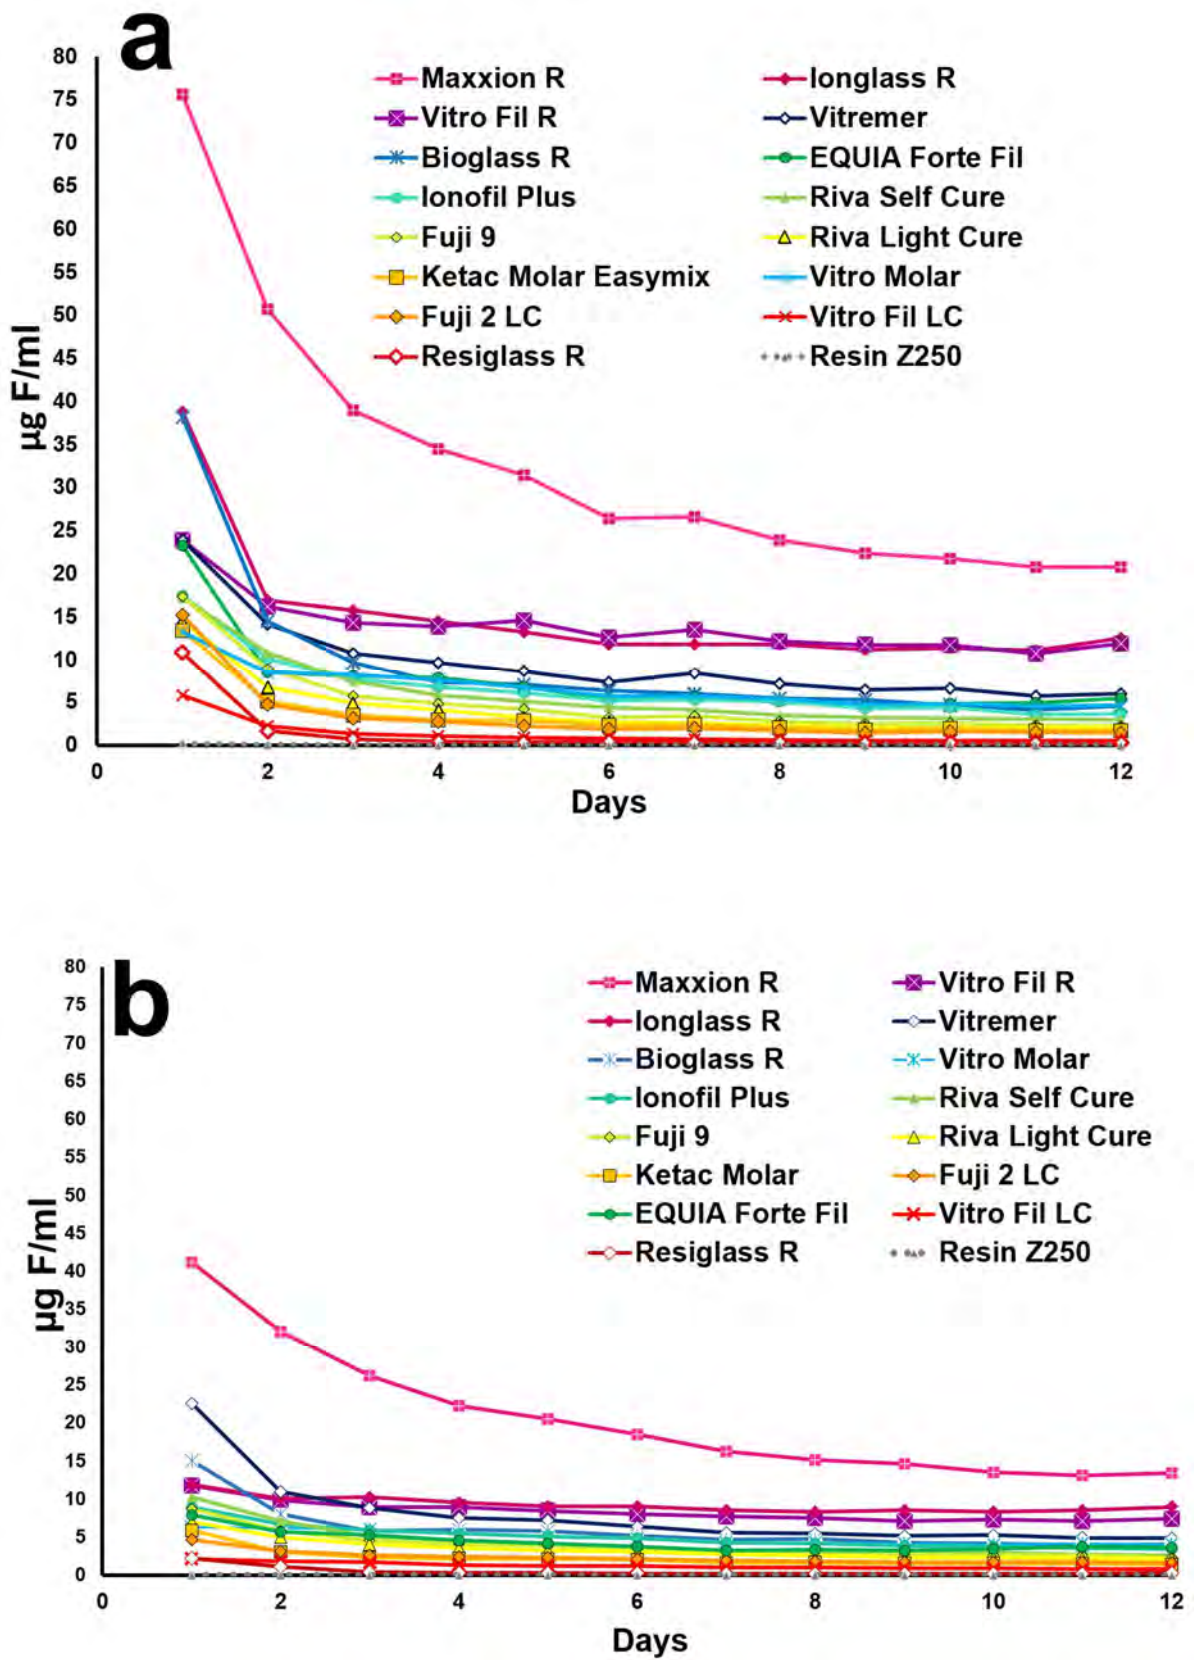 a
80
75
70
65
60
55
50
45
40
35
30
25
20
15
10
5
0
µg F/ml
Maxxion R
Ionglass R
Vitro Fil R
Vitremer
Bioglass R
EQUIA Forte Fil
Ionofil Plus
Riva Self Cure
Fuji 9
Riva Light Cure
Ketac Molar Easymix
Vitro Molar
Fuji 2 LC
Vitro Fil LC
Resiglass R
Resin Z250
0 2 4 6 8 10 12
Days
b
80
75
70
65
60
55
50
45
40
35
30
25
20
15
10
5
0
µg F/ml
Maxxion R
Vitro Fil R
Ionglass R
Vitremer
Bioglass R
Vitro Molar
Ionofil Plus
Riva Self Cure
Fuji 9
Riva Light Cure
Ketac Molar
Fuji 2 LC
EQUIA Forte Fil
Vitro Fil LC
Resiglass R
Resin Z250
0 2 4 6 8 10 12
Days